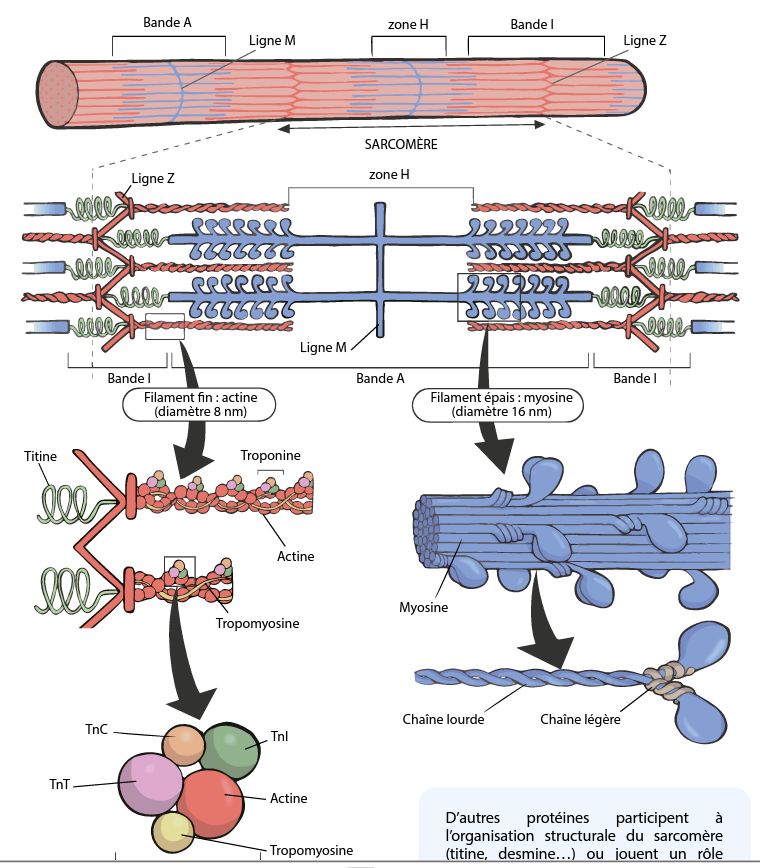 Bande A
zone H
Bande I
Ligne M
Ligne Z
SARCOMÈRE
Ligne Z
zone H
Ligne M
Bande I
Bande A
Bande I
Filament fin : actine
(diamètre 8 nm)
Filament épais : myosine
(diamètre 16 nm)
Titine
Troponine
Actine
Tropomyosine
Myosine
Chaîne lourde
Chaîne légère
TnC
TnI
TnT
Actine
Tropomyosine
D’autres protéines participent à
l’organisation structurale du sarcomère
(titine, desmine…) ou jouent un rôle